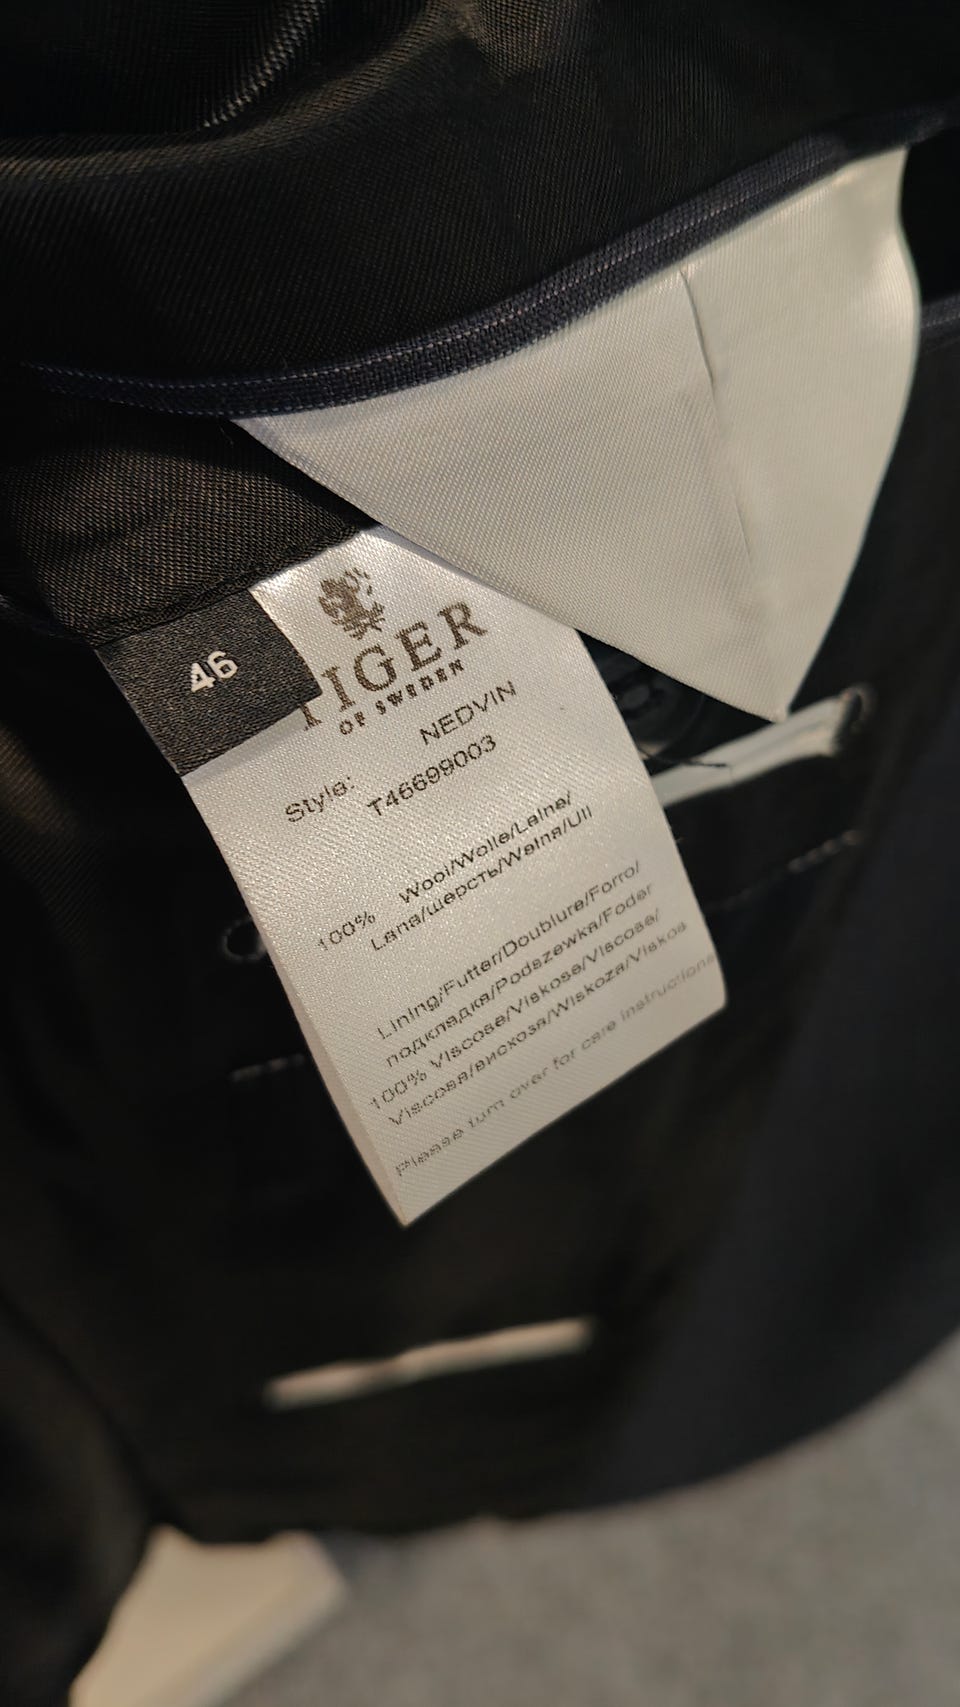 46
TIGER
OF SWEDEN
NEDVIN
Style:
T46699003
100% Wool/Wolle/Laine/
Lana/шерсть/Wełna/Ull
Lining/Futter/Doublure/Forro/
подкладка/Podszewka/Foder
100% Viscose/Viskose/Viscose/
Viscosa/вискоза/Wiskoza/Viskos
Please turn over for care instructions